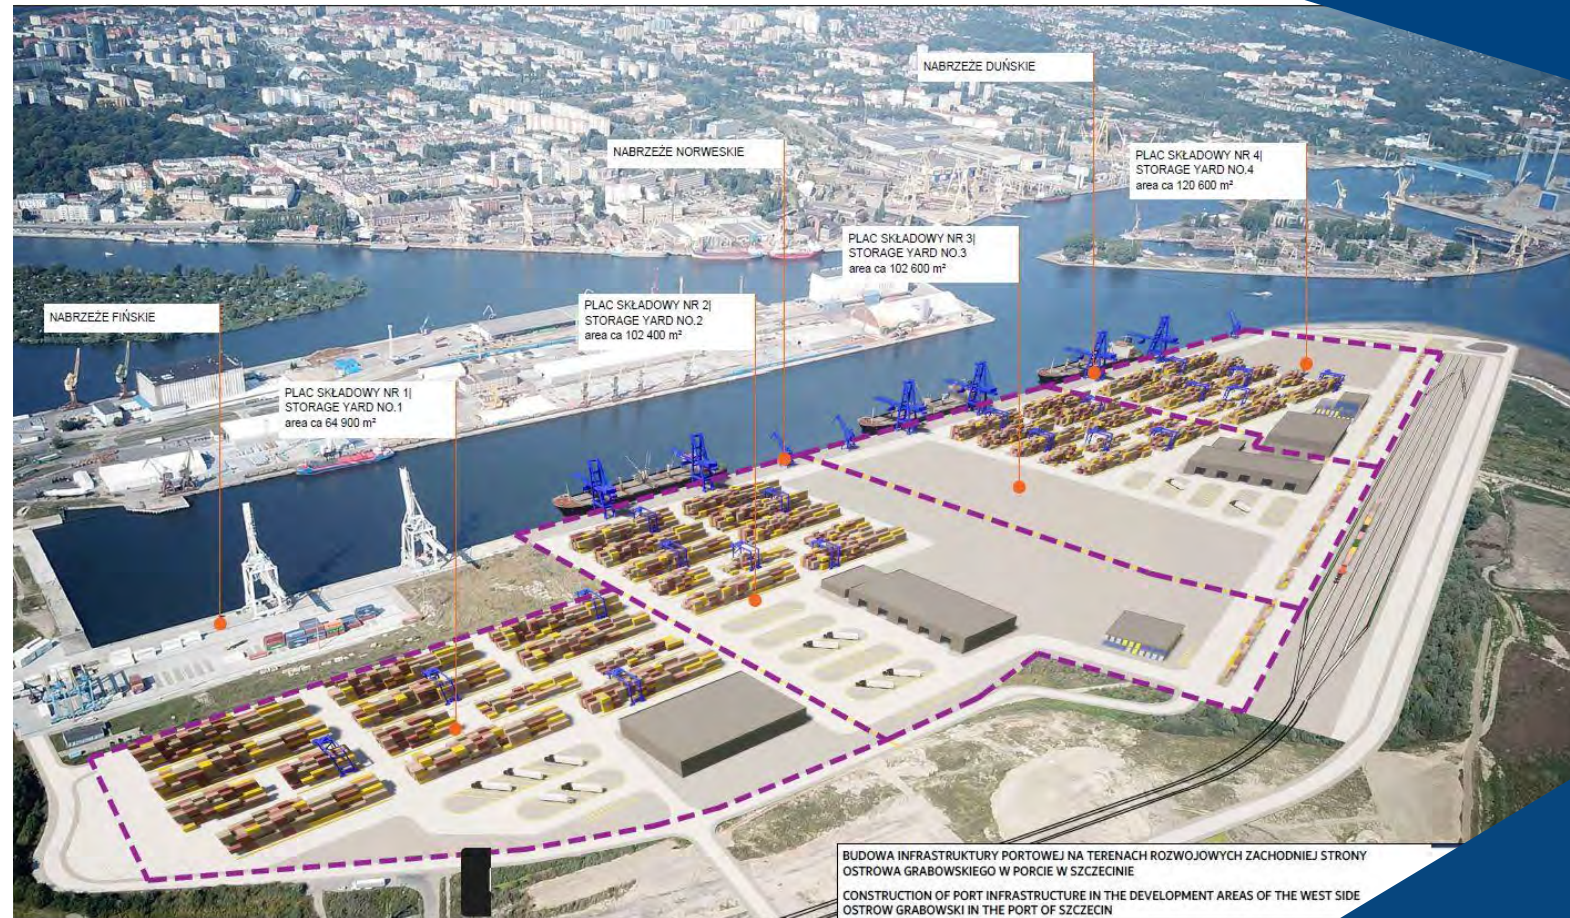 NABRZEŻE DUŃSKIE
NABRZEŻE NORWESKIE
PLAC SKŁADOWY NR 4|
STORAGE YARD NO.4
area ca 120 600 m²
PLAC SKŁADOWY NR 3|
STORAGE YARD NO.3
area ca 102 600 m²
NABRZEŻE FIŃSKIE
PLAC SKŁADOWY NR 2|
STORAGE YARD NO.2
area ca 102 400 m²
PLAC SKŁADOWY NR 1|
STORAGE YARD NO.1
area ca 64 900 m²
BUDOWA INFRASTRUKTURY PORTOWEJ NA TERENACH ROZWOJOWYCH ZACHODNIEJ STRONY
OSTROWA GRABOWSKIEGO W PORCIE W SZCZECINIE
CONSTRUCTION OF PORT INFRASTRUCTURE IN THE DEVELOPMENT AREAS OF THE WEST SIDE
OSTROW GRABOWSKI IN THE PORT OF SZCZECIN